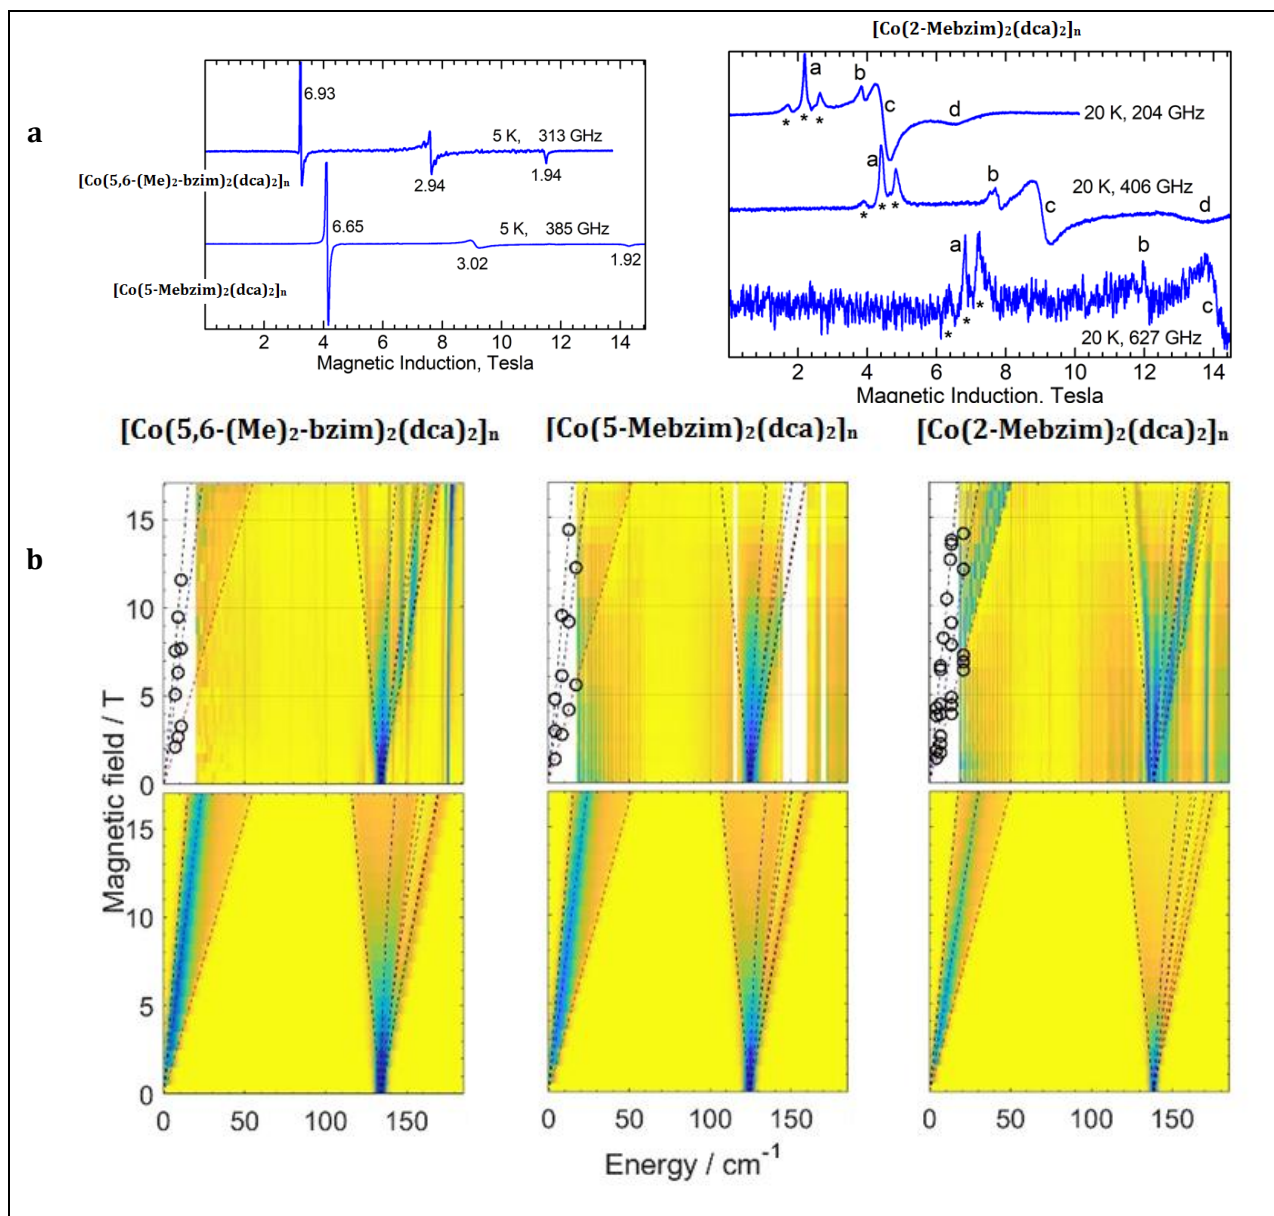 [Co(2-Mebzim)₂(dca)₂]ₙ
a
6.93
5 K, 313 GHz
[Co(5,6-(Me)₂-bzim)₂(dca)₂]ₙ
2.94
1.94
6.65
5 K, 385 GHz
3.02
1.92
[Co(5-Mebzim)₂(dca)₂]ₙ
2 4 6 8 10 12 14
Magnetic Induction, Tesla
a b c d
* * *
20 K, 204 GHz
a b c d
* * *
20 K, 406 GHz
a b c
* * *
20 K, 627 GHz
2 4 6 8 10 12 14
Magnetic Induction, Tesla
[Co(5,6-(Me)₂-bzim)₂(dca)₂]ₙ [Co(5-Mebzim)₂(dca)₂]ₙ [Co(2-Mebzim)₂(dca)₂]ₙ
b
15
10
5
0
15
10
5
0
Magnetic field / T
0 50 100 150 0 50 100 150 0 50 100 150
Energy / cm⁻¹